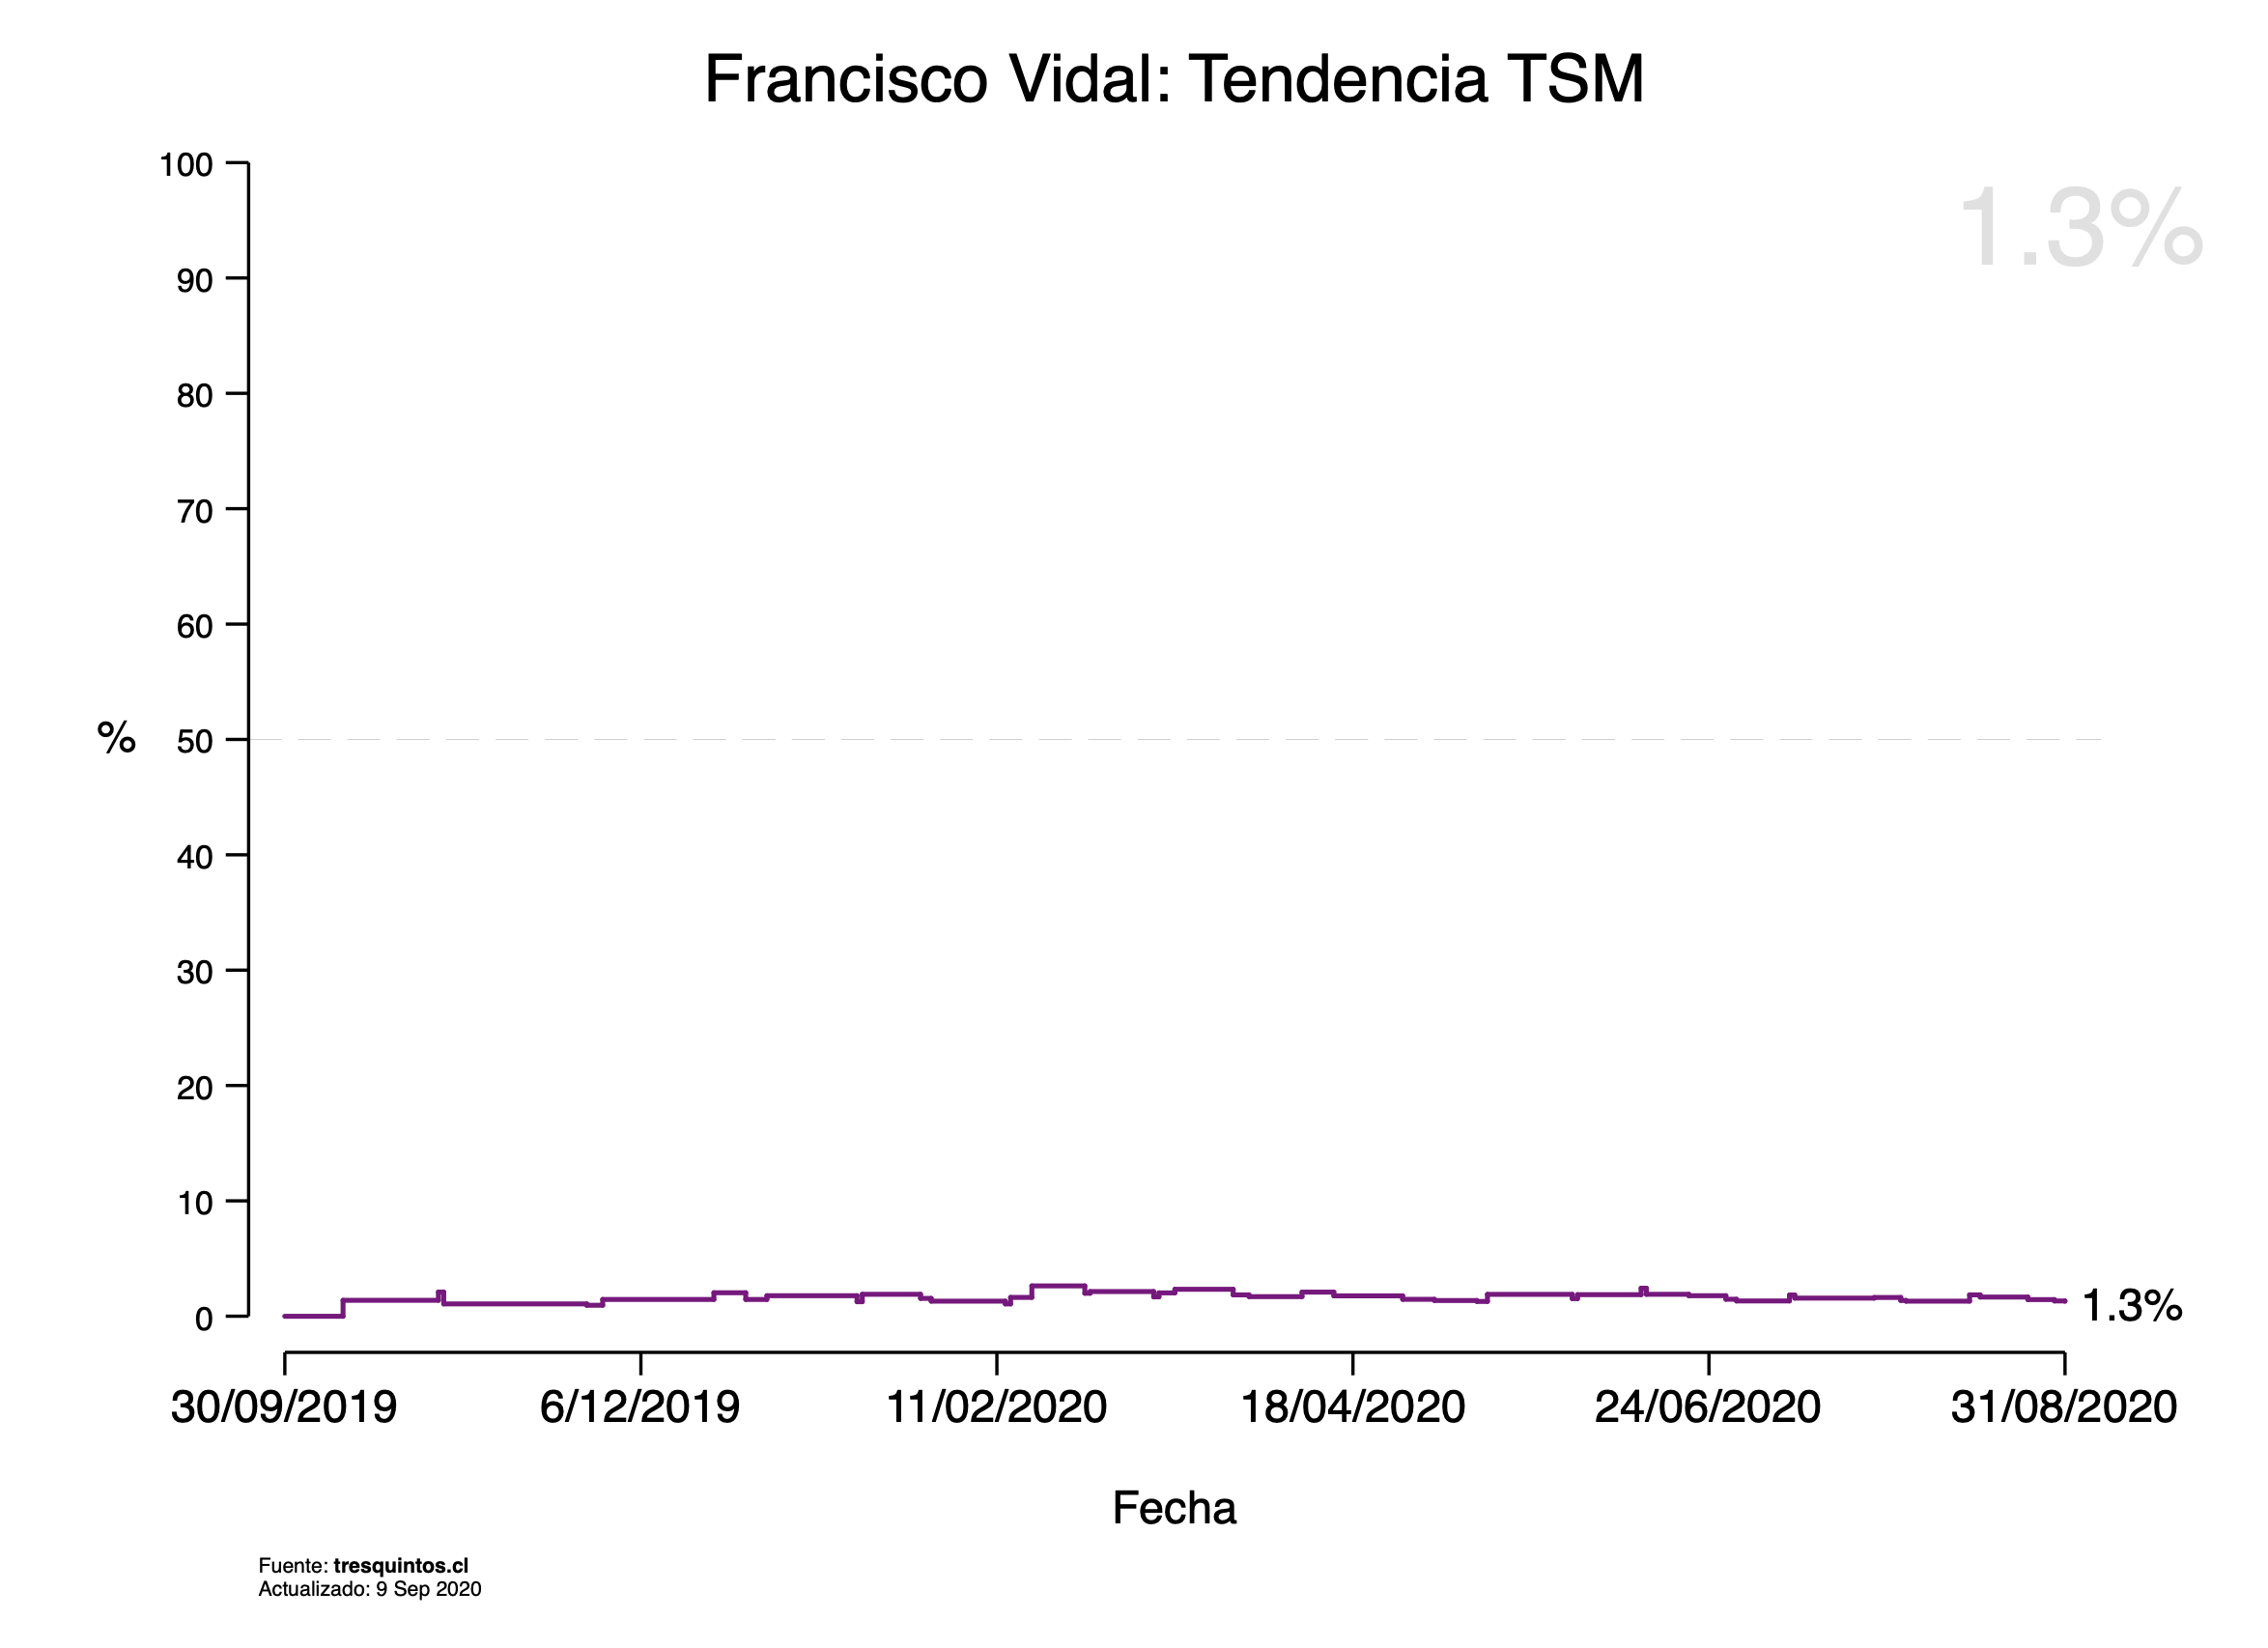 Francisco Vidal: Tendencia TSM
1.3%
100
90
80
70
60
% 50
40
30
20
10
0
1.3%
30/09/2019 6/12/2019 11/02/2020 18/04/2020 24/06/2020 31/08/2020
Fecha
Fuente: tresquintos.cl
Actualizado: 9 Sep 2020